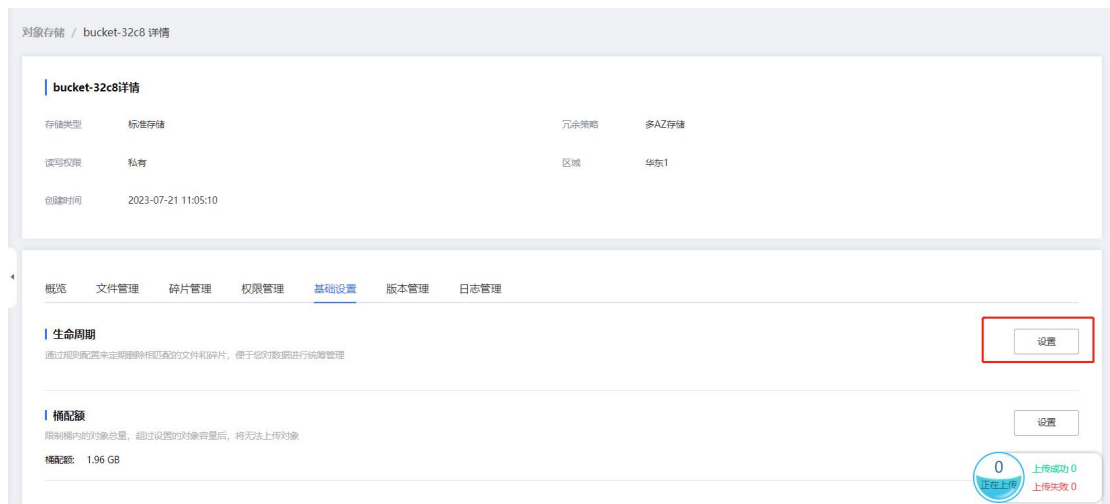 对象存储 / bucket-32c8 详情
bucket-32c8详情
存储类型 标准存储 冗余策略 多AZ存储
读写权限 私有 区域 华东1
创建时间 2023-07-21 11:05:10
概览 文件管理 碎片管理 权限管理 基础设置 版本管理 日志管理
生命周期 设置
通过规则配置来定期删除相匹配的文件和碎片，便于您对数据进行统筹管理
桶配额 设置
限制桶内的对象总量，超过设置的对象容量后，将无法上传对象
桶配额: 1.96 GB
0 上传成功 0
正在上传 上传失败 0